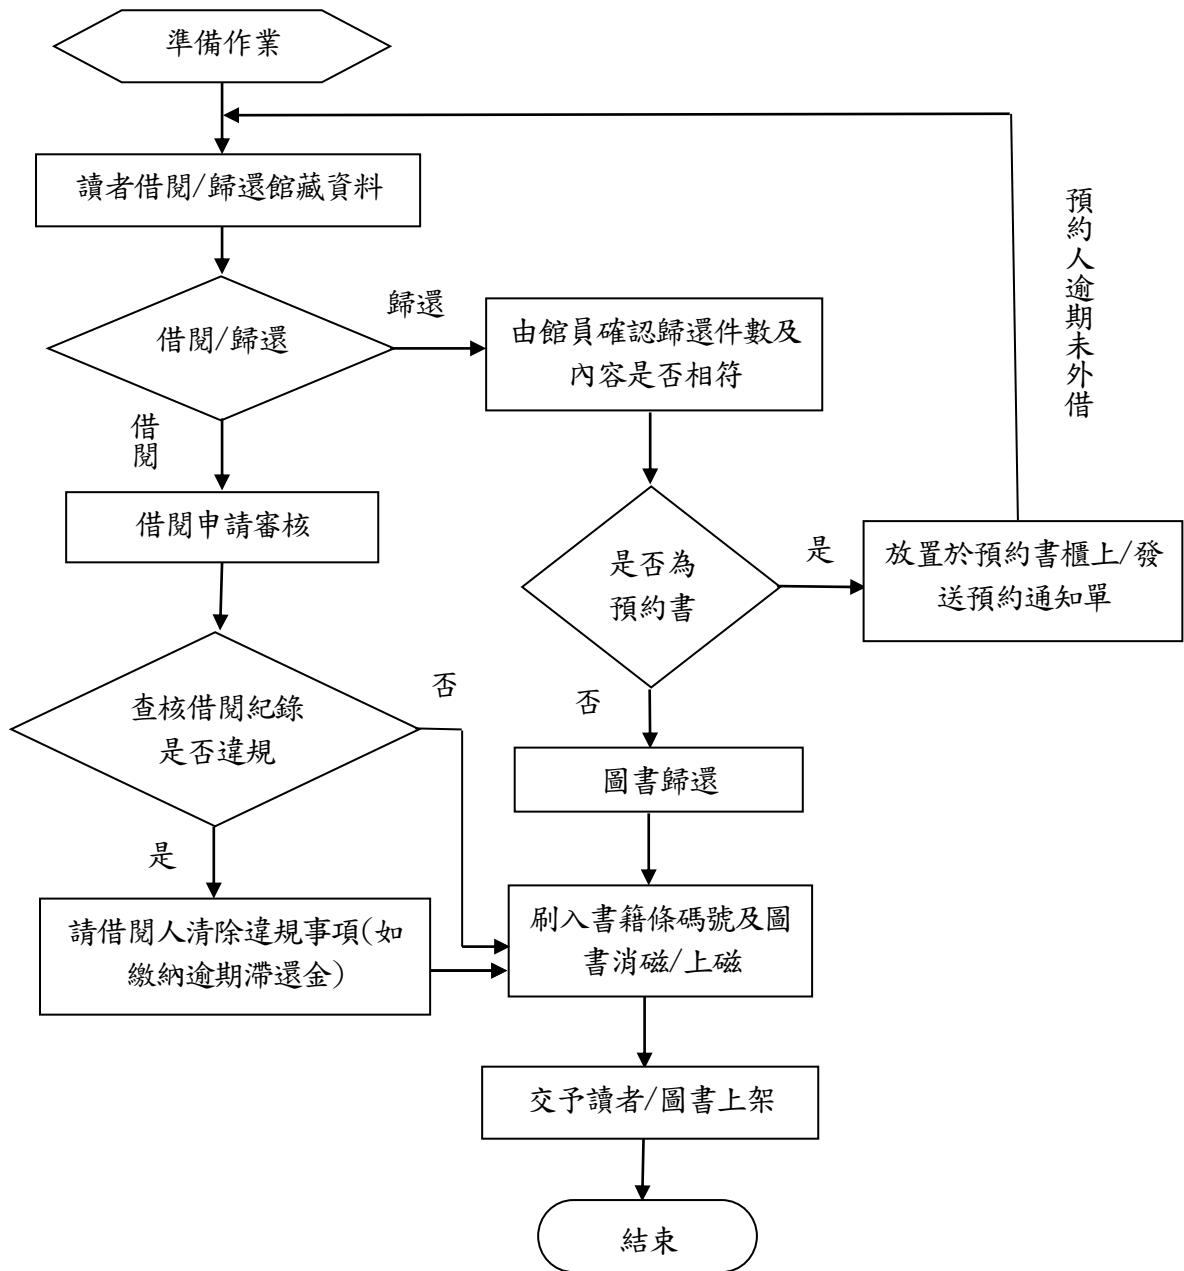 準備作業
讀者借閱/歸還館藏資料
預約人逾期未外借
借閱/歸還
歸還
由館員確認歸還件數及
內容是否相符
借閱
借閱申請審核
是否為
預約書
是
放置於預約書櫃上/發
送預約通知單
查核借閱紀錄
是否違規
否
否
圖書歸還
是
請借閱人清除違規事項(如
繳納逾期滯還金)
刷入書籍條碼號及圖
書消磁/上磁
交予讀者/圖書上架
結束